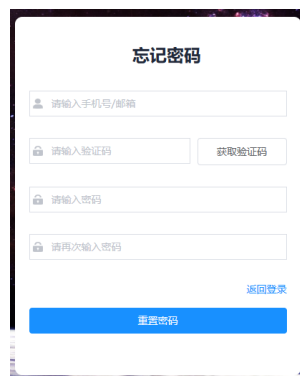 忘记密码
请输入手机号/邮箱
请输入验证码
获取验证码
请输入密码
请再次输入密码
返回登录
重置密码